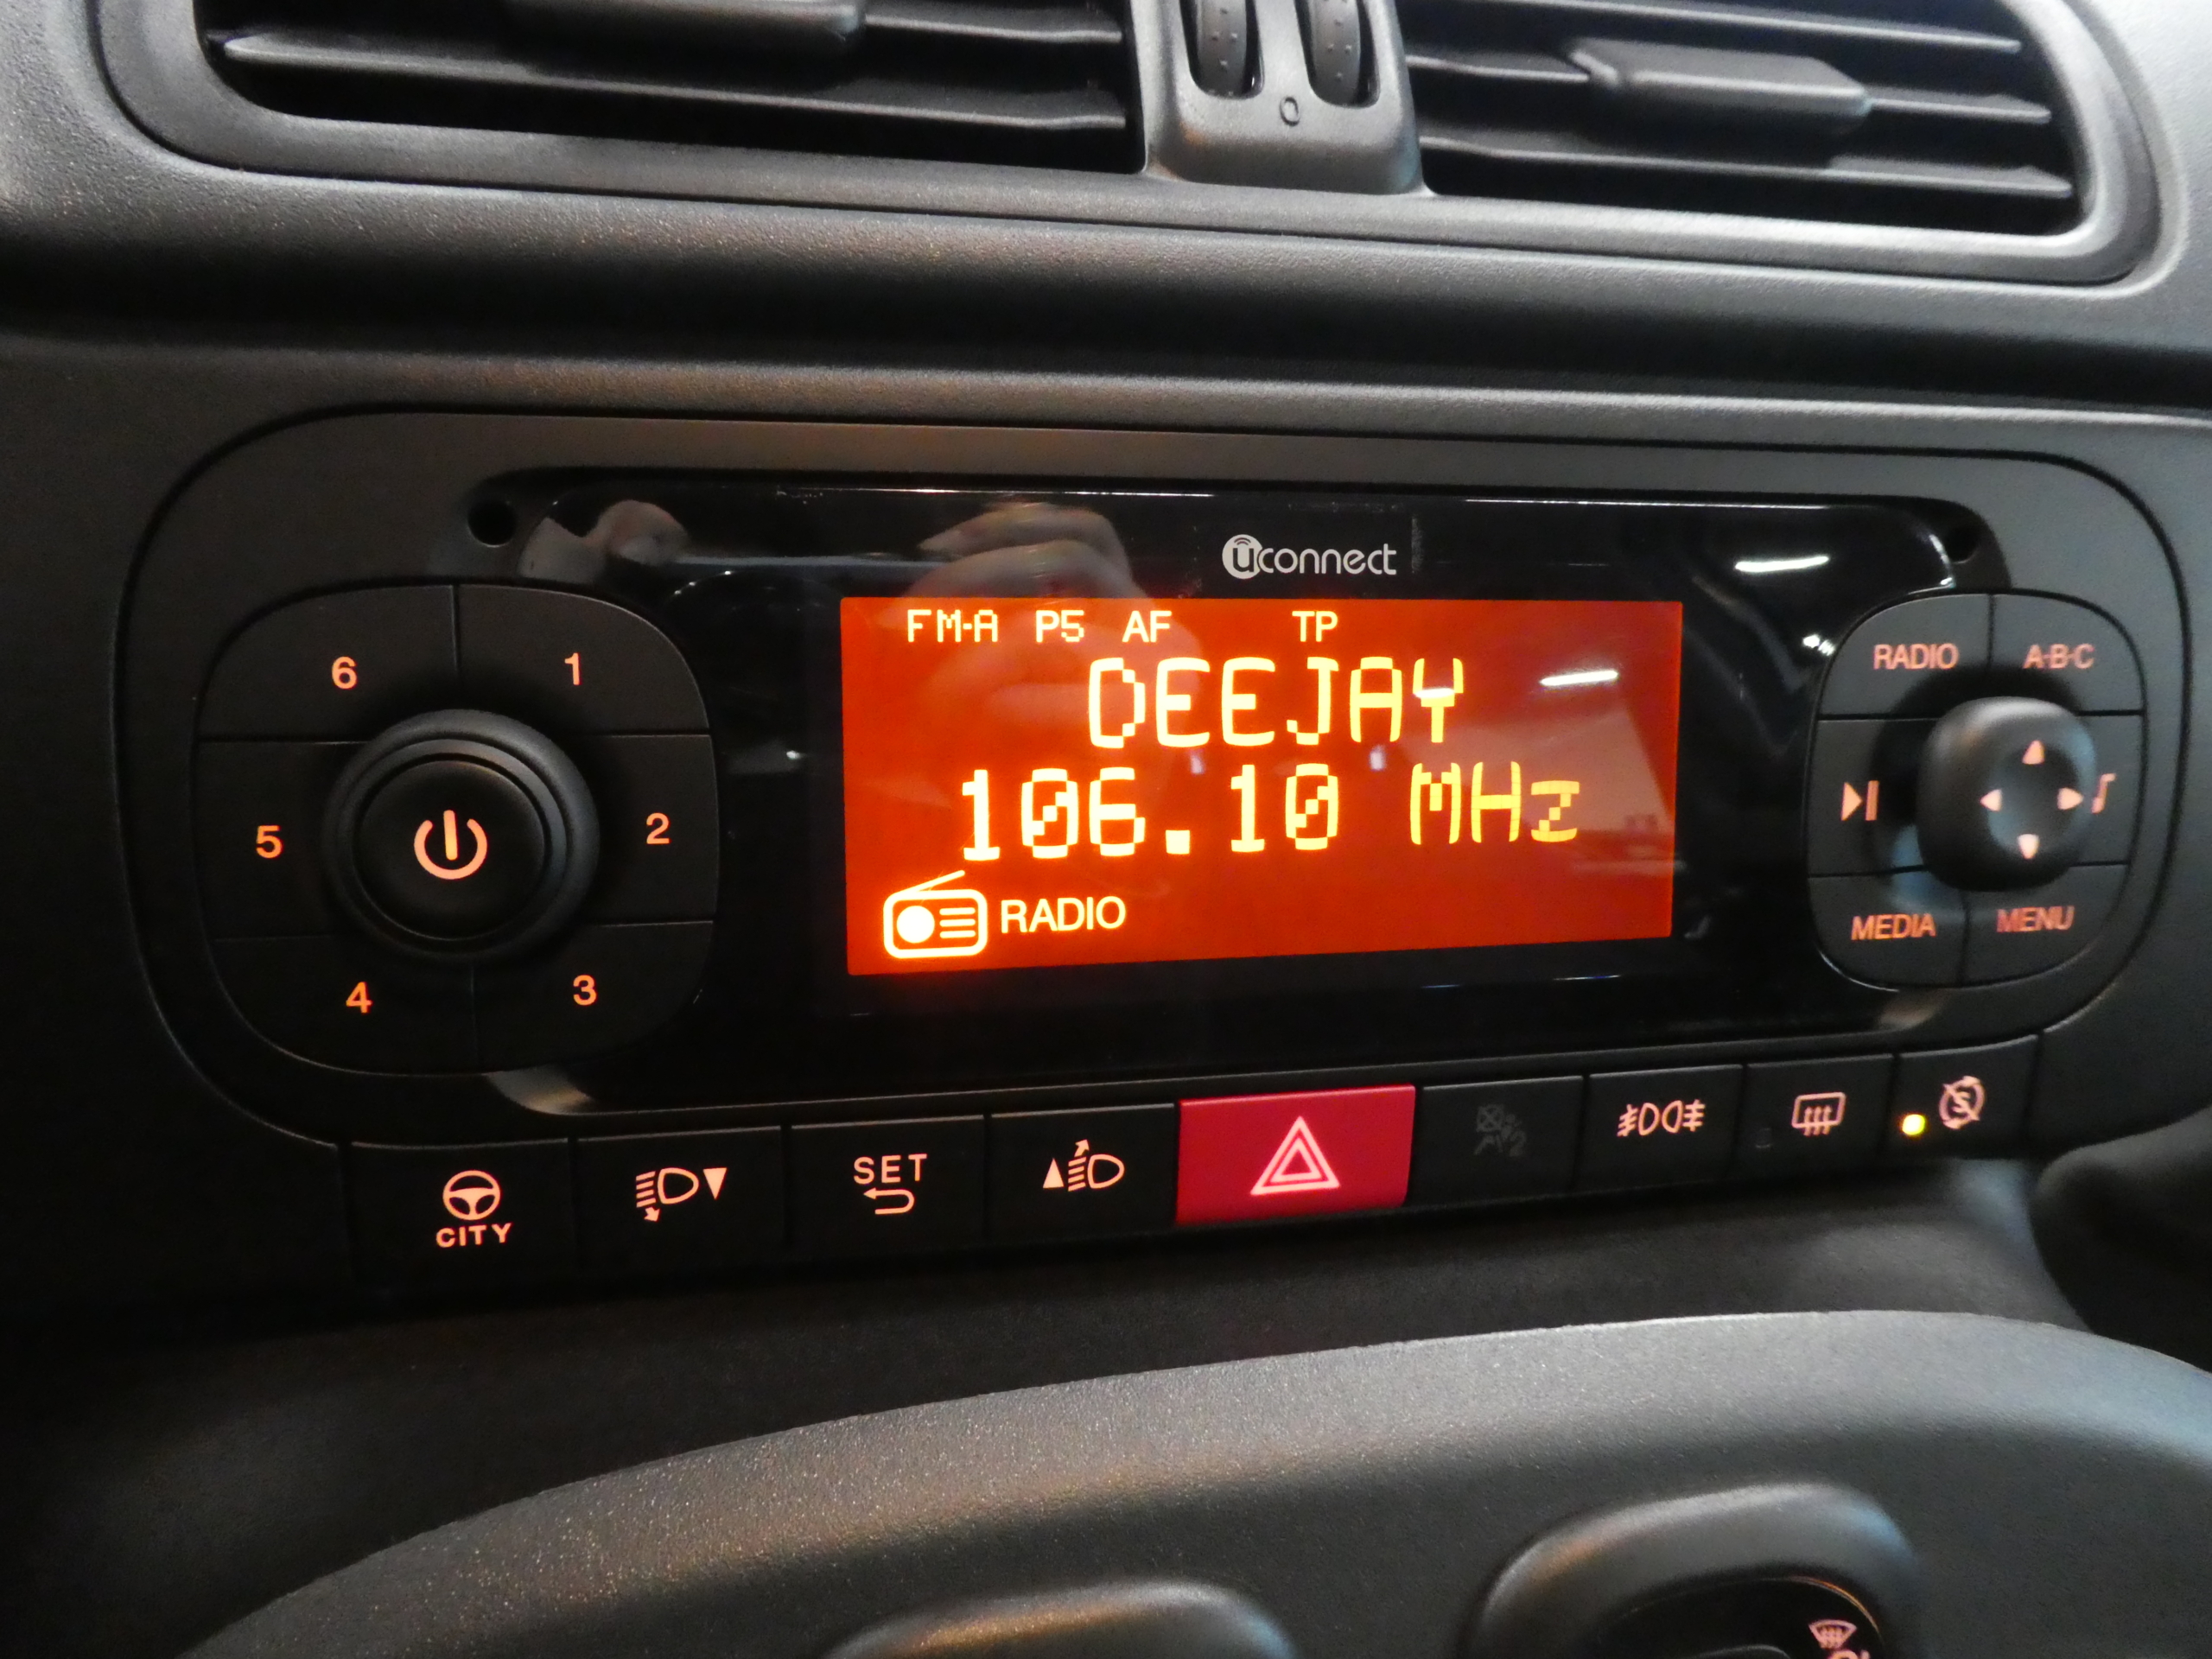 uconnect
FM-A P5 AF TP
DEEJAY
106.10 MHz
RADIO
6 1
5 2
4 3
RADIO A-B-C
MEDIA MENU
CITY
SET